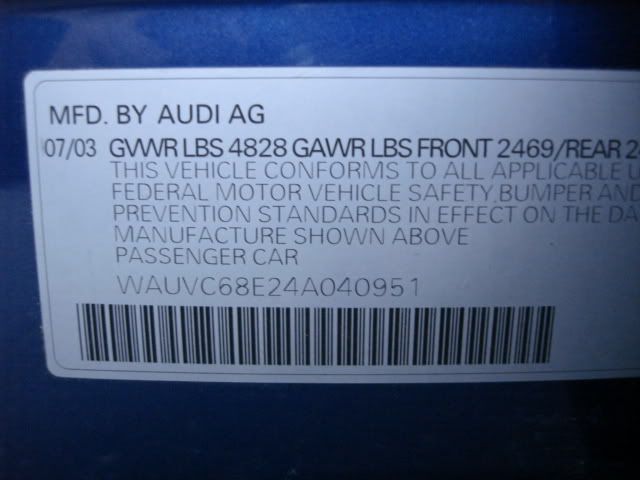 MFD. BY AUDI AG
07/03 GVWR LBS 4828 GAWR LBS FRONT 2469/REAR 2
THIS VEHICLE CONFORMS TO ALL APPLICABLE U
FEDERAL MOTOR VEHICLE SAFETY, BUMPER AND
PREVENTION STANDARDS IN EFFECT ON THE DA
MANUFACTURE SHOWN ABOVE
PASSENGER CAR
WAUVC68E24A040951